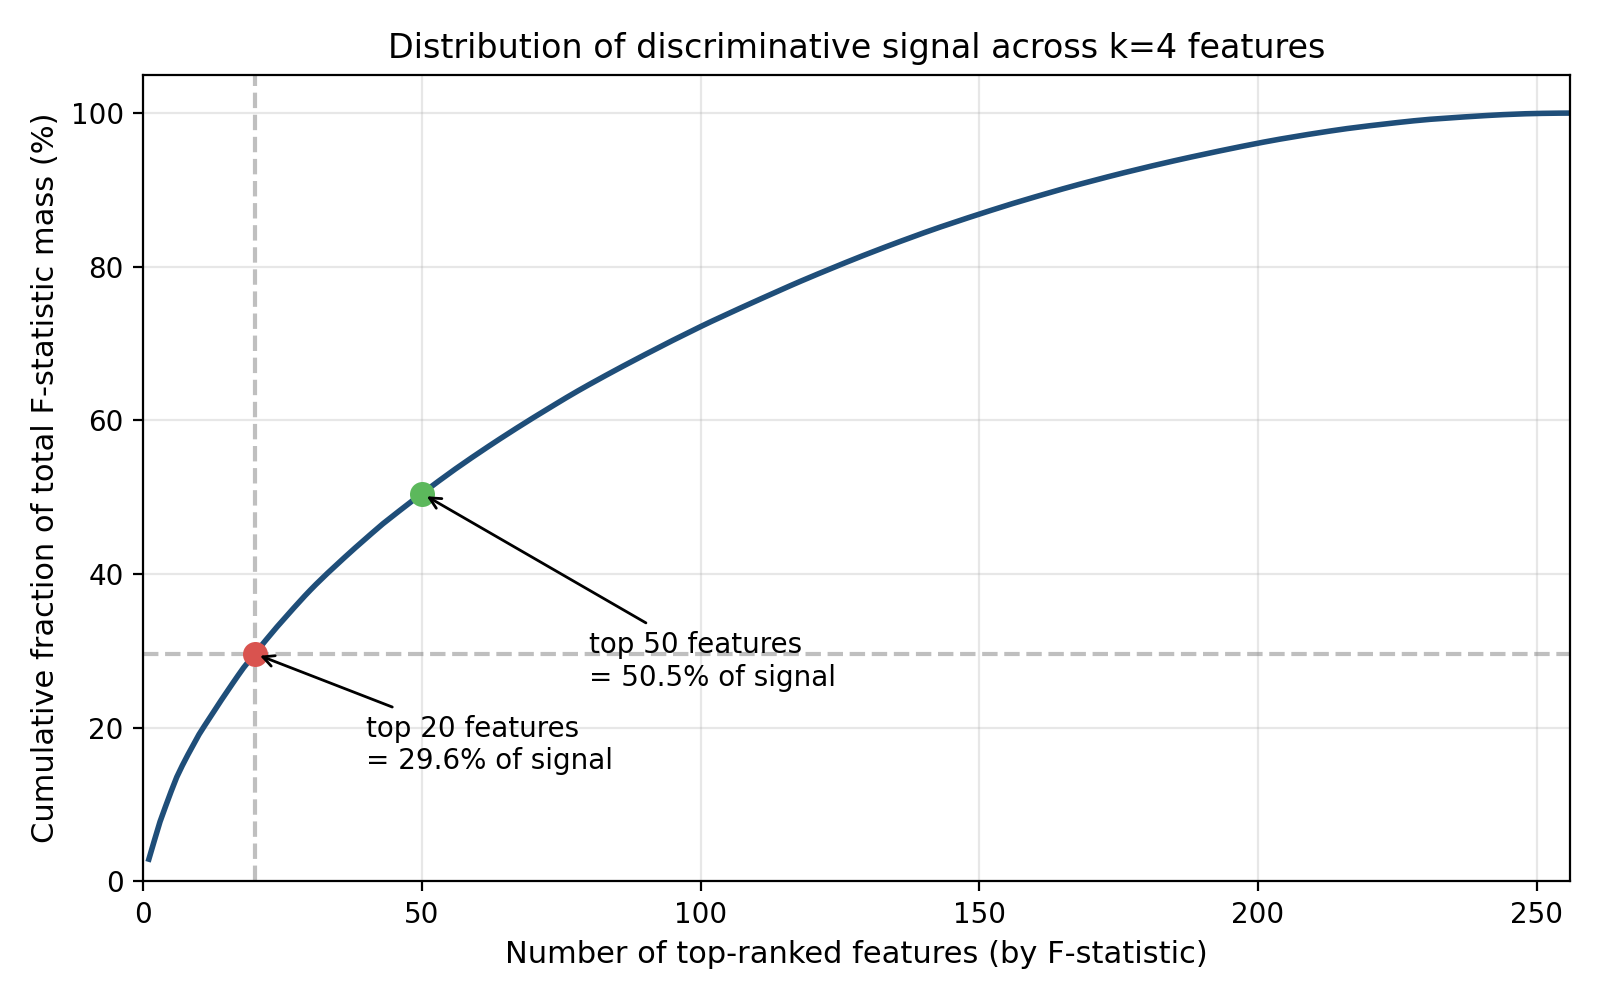 Distribution of discriminative signal across k=4 features
Cumulative fraction of total F-statistic mass (%)
100
80
60
40
20
0
top 50 features
= 50.5% of signal
top 20 features
= 29.6% of signal
0 50 100 150 200 250
Number of top-ranked features (by F-statistic)